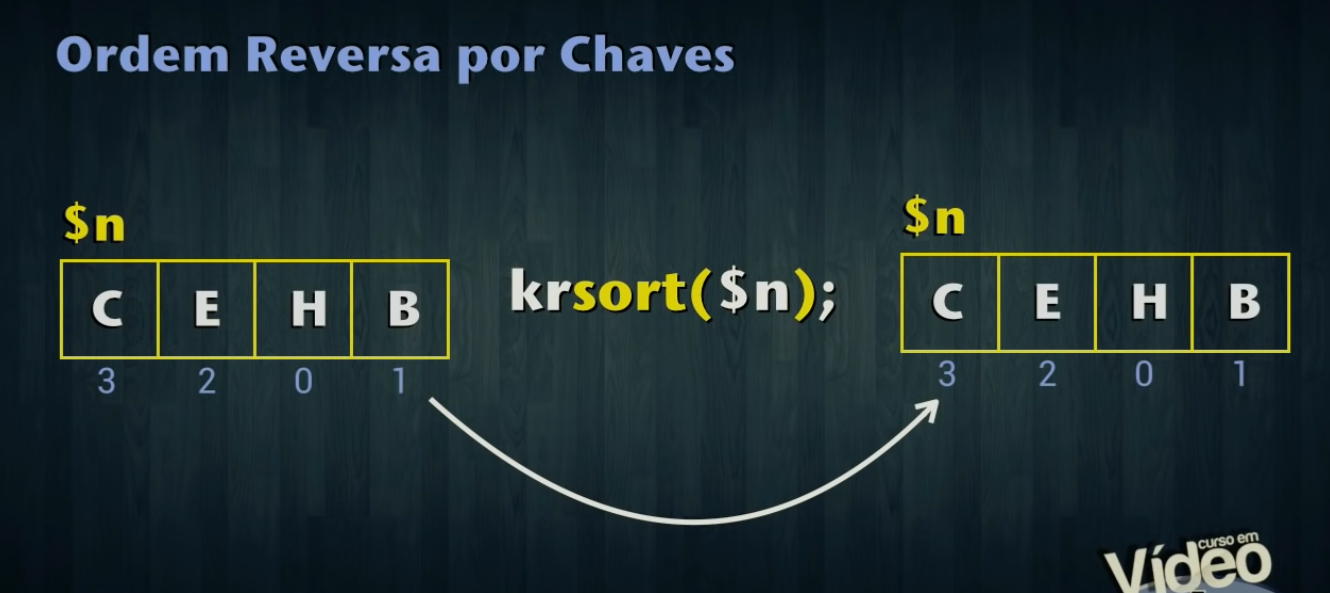 Ordem Reversa por Chaves
$n
C E H B
3 2 0 1
krsort($n);
$n
C E H B
3 2 0 1
curso em
Vídeo